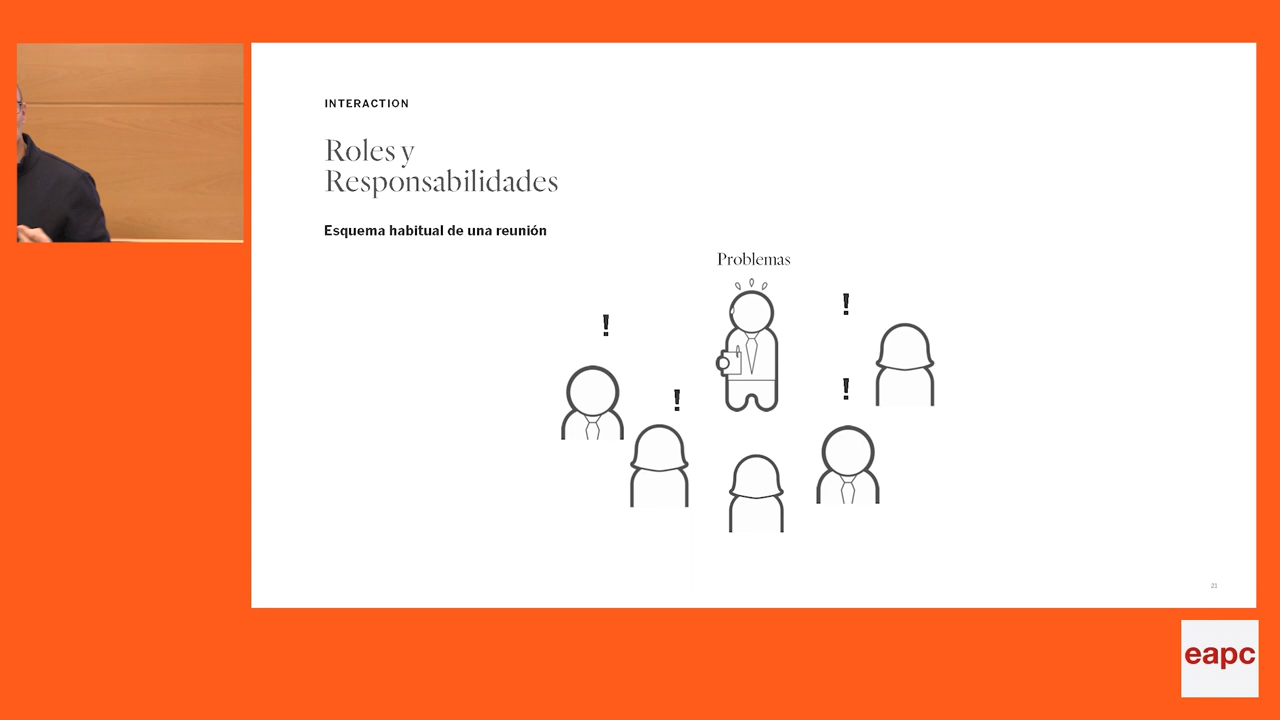 INTERACTION
Roles y
Responsabilidades
Esquema habitual de una reunión
Problemas
!
!
!
!
21
eapc